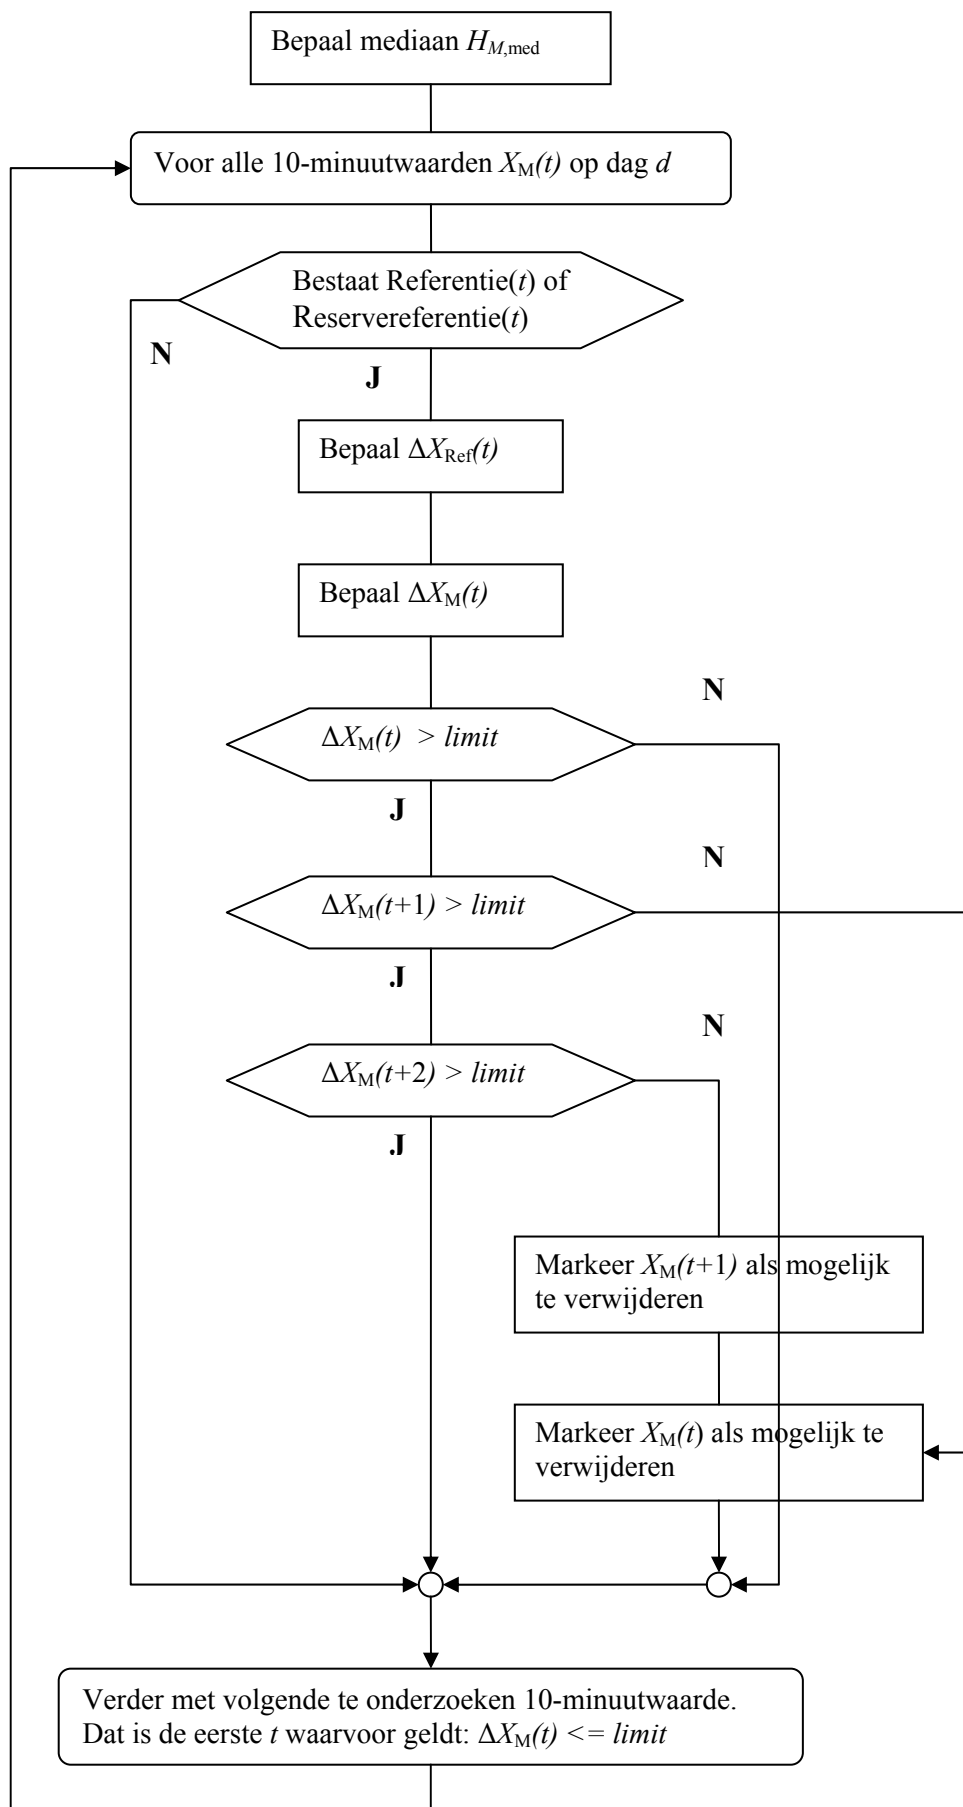 Bepaal mediaan H_M,med
Voor alle 10-minuutwaarden X_M(t) op dag d
Bestaat Referentie(t) of
Reservereferentie(t)
N
J
Bepaal ΔX_Ref(t)
Bepaal ΔX_M(t)
N
ΔX_M(t) > limit
J
N
ΔX_M(t+1) > limit
J
N
ΔX_M(t+2) > limit
J
Markeer X_M(t+1) als mogelijk
te verwijderen
Markeer X_M(t) als mogelijk te
verwijderen
Verder met volgende te onderzoeken 10-minuutwaarde.
Dat is de eerste t waarvoor geldt: ΔX_M(t) <= limit